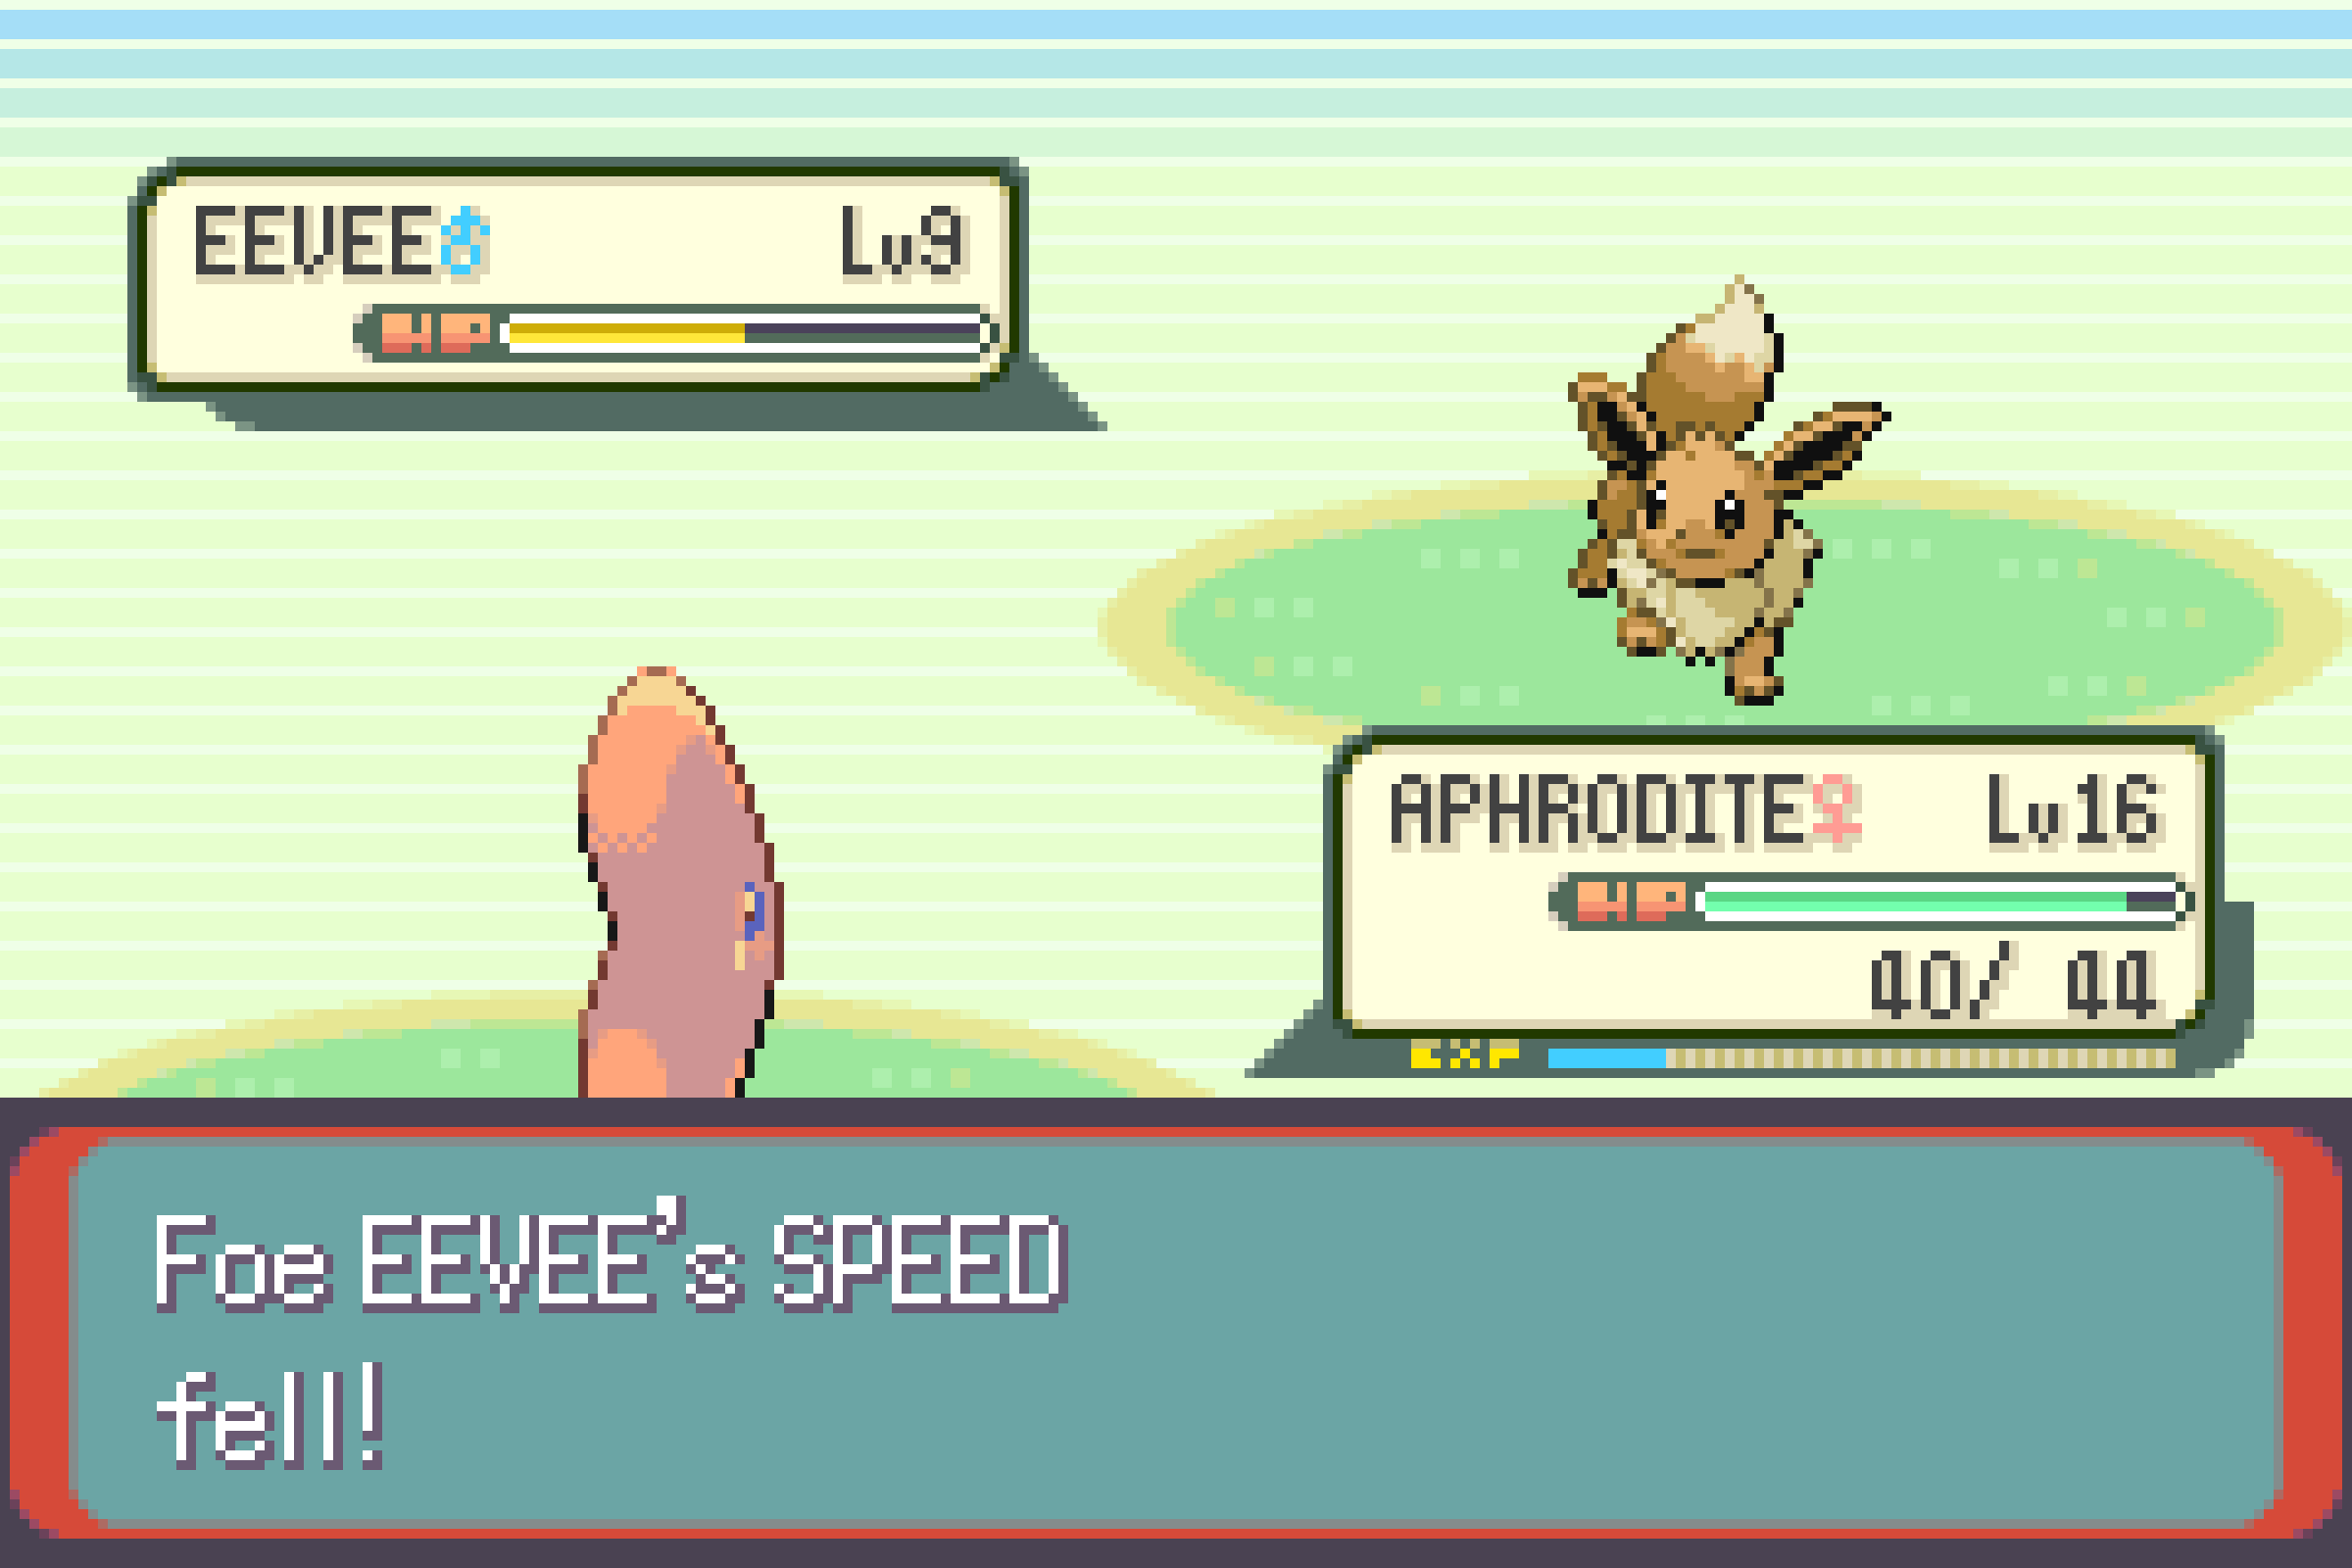 EEVEE♂ Lv9
HP
APHRODITE♀ Lv16
HP
40/ 44
EXP
Foe EEVEE's SPEED
fell!